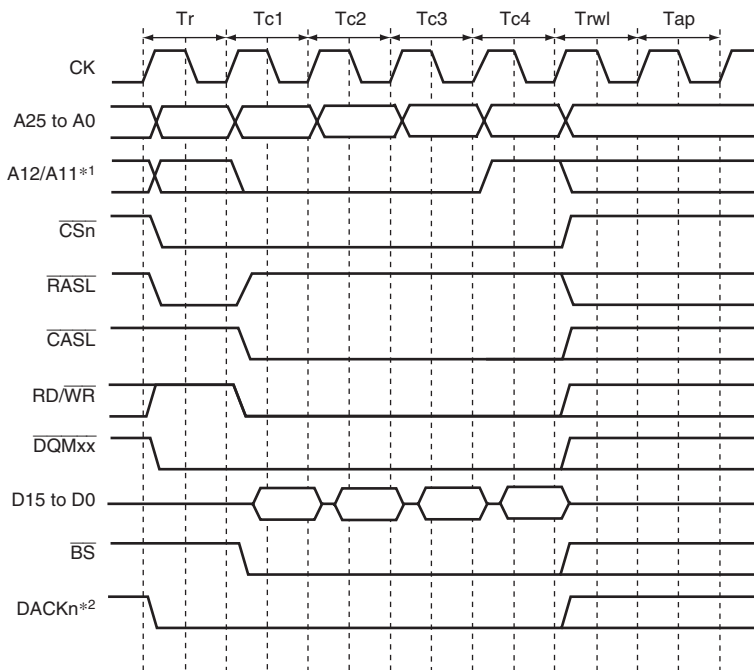 Tr Tc1 Tc2 Tc3 Tc4 Trwl Tap
CK
A25 to A0
A12/A11*1
CSn
RASL
CASL
RD/WR
DQMxx
D15 to D0
BS
DACKn*2